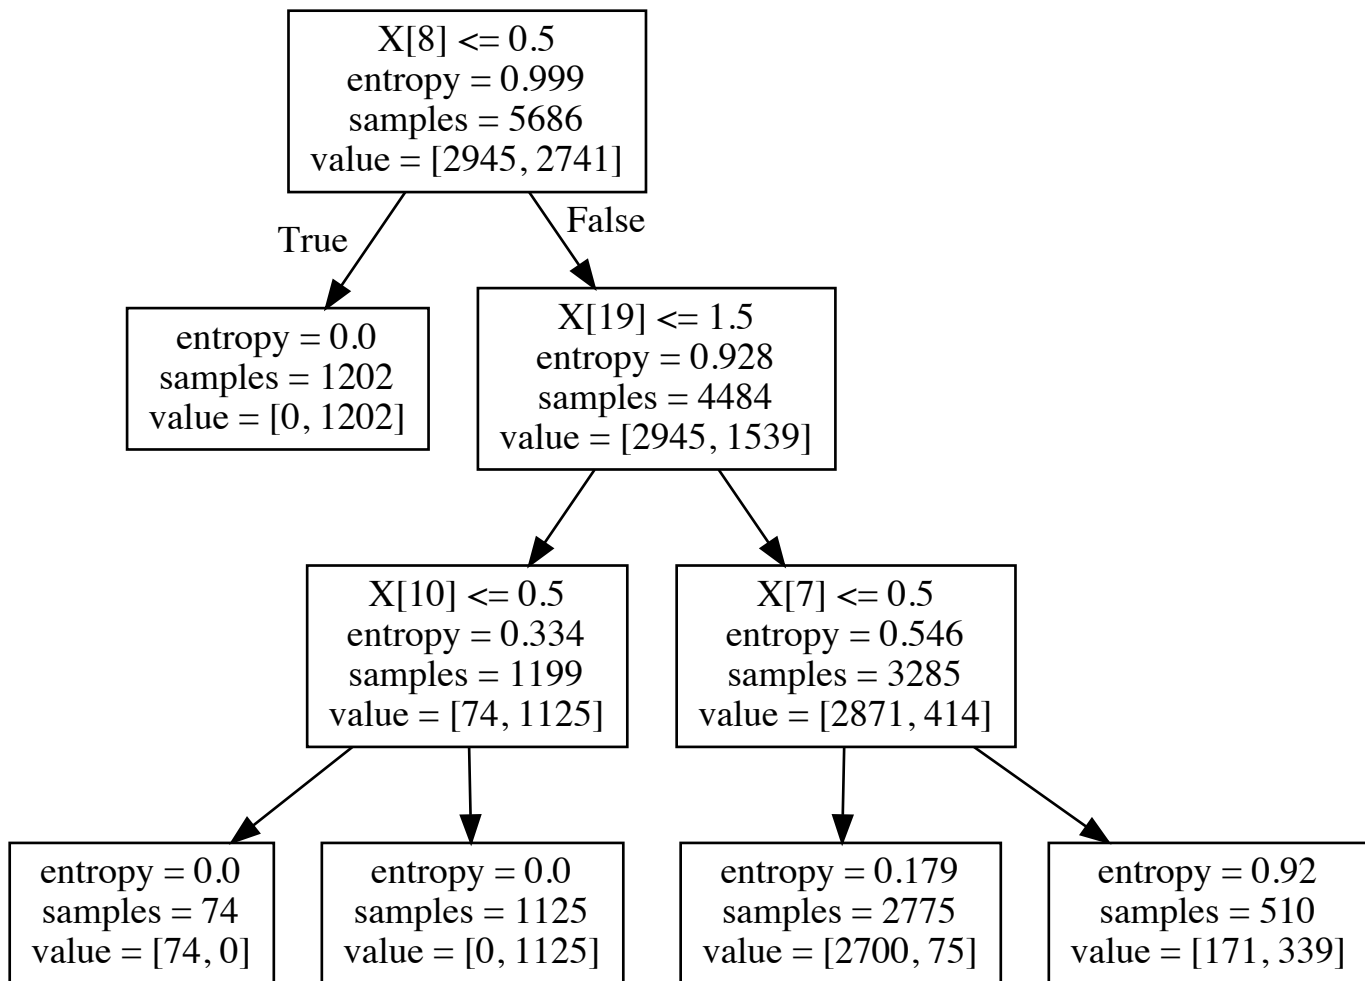 X[8] <= 0.5
entropy = 0.999
samples = 5686
value = [2945, 2741]
True
False
entropy = 0.0
samples = 1202
value = [0, 1202]
X[19] <= 1.5
entropy = 0.928
samples = 4484
value = [2945, 1539]
X[10] <= 0.5
entropy = 0.334
samples = 1199
value = [74, 1125]
X[7] <= 0.5
entropy = 0.546
samples = 3285
value = [2871, 414]
entropy = 0.0
samples = 74
value = [74, 0]
entropy = 0.0
samples = 1125
value = [0, 1125]
entropy = 0.179
samples = 2775
value = [2700, 75]
entropy = 0.92
samples = 510
value = [171, 339]